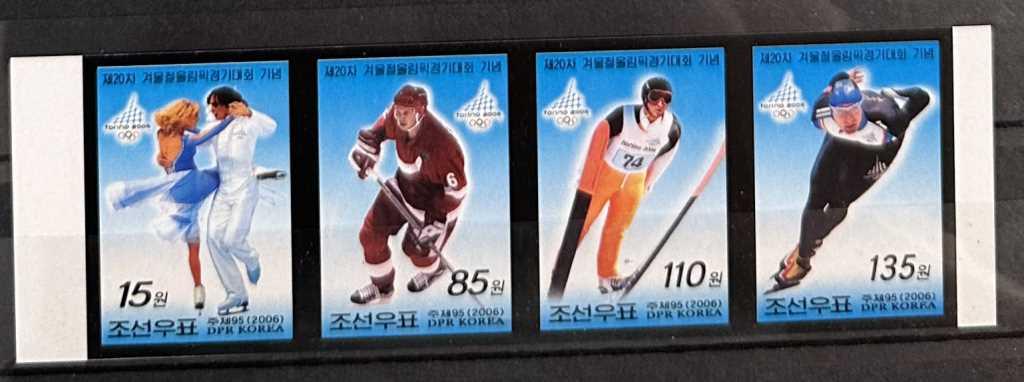 제20차 겨울철올림픽경기대회 기념
torino 2006
15원
조선우표
주체95(2006)
DPR KOREA
제20차 겨울철올림픽경기대회 기념
torino 2006
6
85원
조선우표
주체95(2006)
DPR KOREA
제20차 겨울철올림픽경기대회 기념
torino 2006
torino 2006
74
110원
조선우표
주체95(2006)
DPR KOREA
제20차 겨울철올림픽경기대회 기념
torino 2006
135원
조선우표
주체95(2006)
DPR KOREA